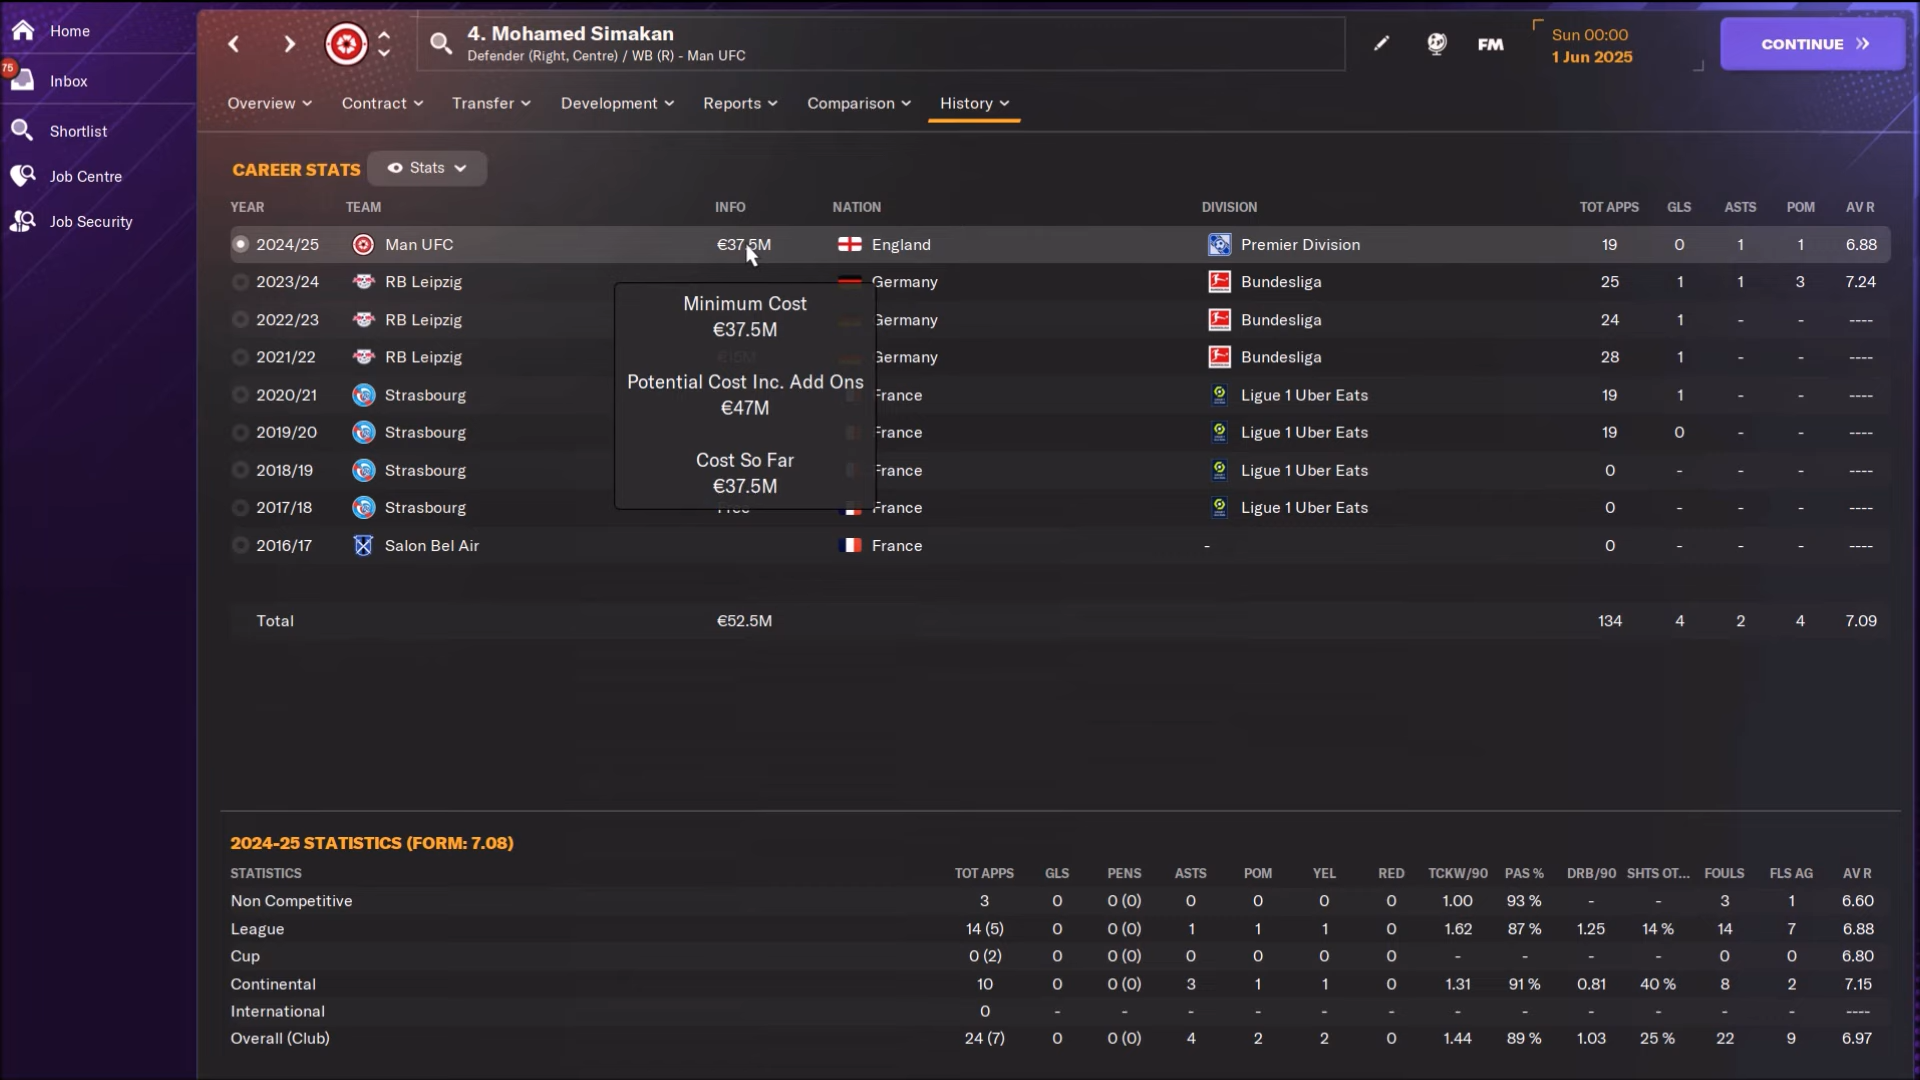 Home
75
Inbox
Shortlist
Job Centre
Job Security
4. Mohamed Simakan
Defender (Right, Centre) / WB (R) - Man UFC
FM
Sun 00:00
1 Jun 2025
CONTINUE
Overview
Contract
Transfer
Development
Reports
Comparison
History
CAREER STATS
Stats
YEAR TEAM INFO NATION DIVISION TOT APPS GLS ASTS POM AV R
2024/25 Man UFC €37.5M England Premier Division 19 0 1 1 6.88
2023/24 RB Leipzig Germany Bundesliga 25 1 1 3 7.24
2022/23 RB Leipzig Germany Bundesliga 24 1 - - ----
2021/22 RB Leipzig €15M Germany Bundesliga 28 1 - - ----
2020/21 Strasbourg France Ligue 1 Uber Eats 19 1 - - ----
2019/20 Strasbourg France Ligue 1 Uber Eats 19 0 - - ----
2018/19 Strasbourg France Ligue 1 Uber Eats 0 - - - ----
2017/18 Strasbourg Free France Ligue 1 Uber Eats 0 - - - ----
2016/17 Salon Bel Air France - 0 - - - ----
Minimum Cost
€37.5M
Potential Cost Inc. Add Ons
€47M
Cost So Far
€37.5M
Total €52.5M 134 4 2 4 7.09
2024-25 STATISTICS (FORM: 7.08)
STATISTICS TOT APPS GLS PENS ASTS POM YEL RED TCKW/90 PAS % DRB/90 SHTS OT... FOULS FLS AG AV R
Non Competitive 3 0 0 (0) 0 0 0 0 1.00 93 % - - 3 1 6.60
League 14 (5) 0 0 (0) 1 1 1 0 1.62 87 % 1.25 14 % 14 7 6.88
Cup 0 (2) 0 0 (0) 0 0 0 0 - - - - 0 0 6.80
Continental 10 0 0 (0) 3 1 1 0 1.31 91 % 0.81 40 % 8 2 7.15
International 0 - - - - - - - - - - - - ----
Overall (Club) 24 (7) 0 0 (0) 4 2 2 0 1.44 89 % 1.03 25 % 22 9 6.97